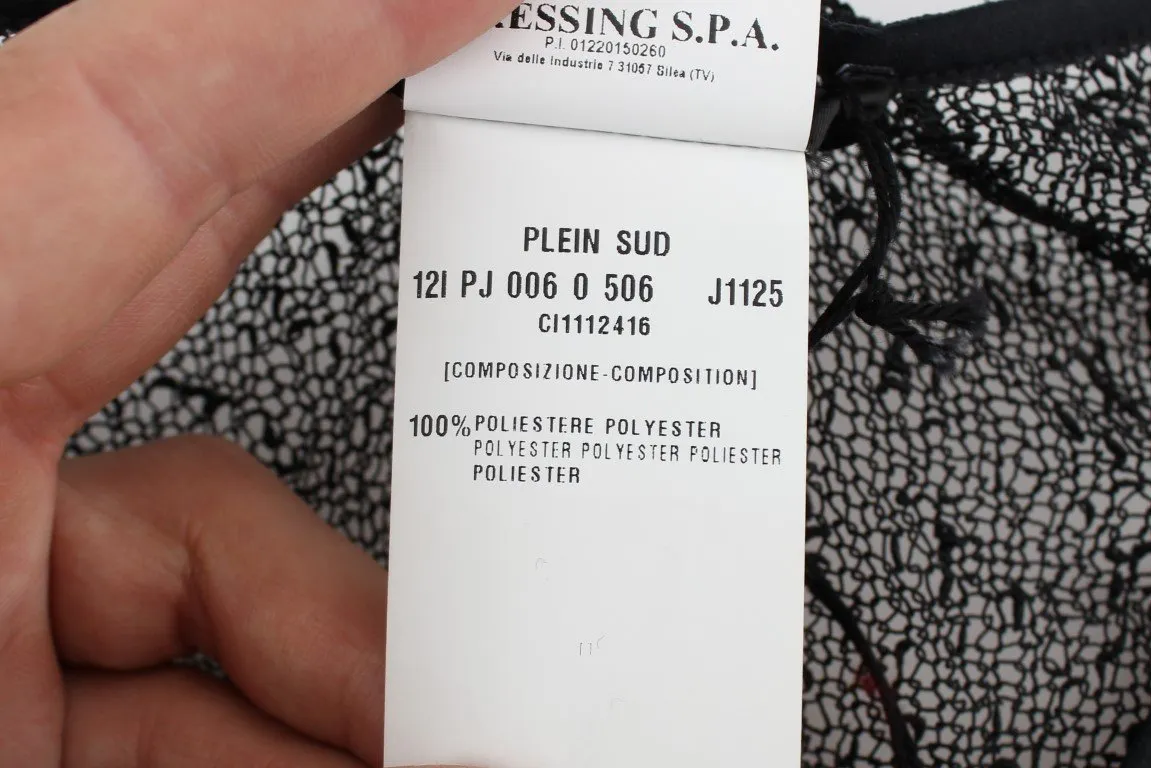 ESSING S.P.A.
P.I. 01220150260
Via delle Industrie 7 31057 Silea (TV)
PLEIN SUD
12I PJ 006 0 506 J1125
CI1112416
[COMPOSIZIONE-COMPOSITION]
100% POLIESTERE POLYESTER
POLYESTER POLYESTER POLIESTER
POLIESTER